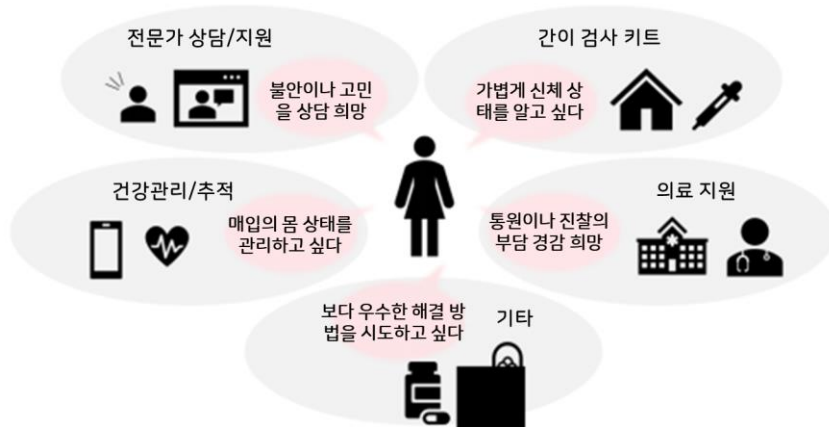 전문가 상담/지원
불안이나 고민
을 상담 희망
간이 검사 키트
가볍게 신체 상
태를 알고 싶다
건강관리/추적
매입의 몸 상태를
관리하고 싶다
의료 지원
통원이나 진찰의
부담 경감 희망
보다 우수한 해결 방
법을 시도하고 싶다
기타